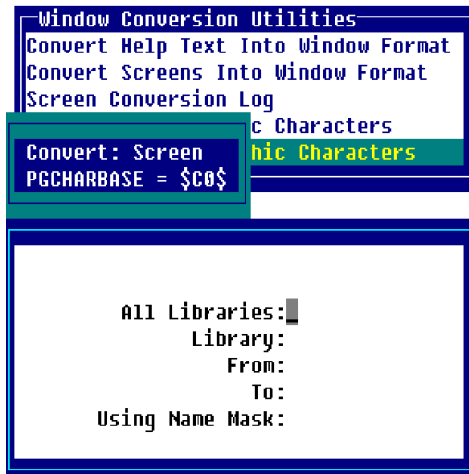 Window Conversion Utilities
Convert Help Text Into Window Format
Convert Screens Into Window Format
Screen Conversion Log
c Characters
hic Characters
Convert: Screen
PGCHARBASE = $C0$
All Libraries:
Library:
From:
To:
Using Name Mask: